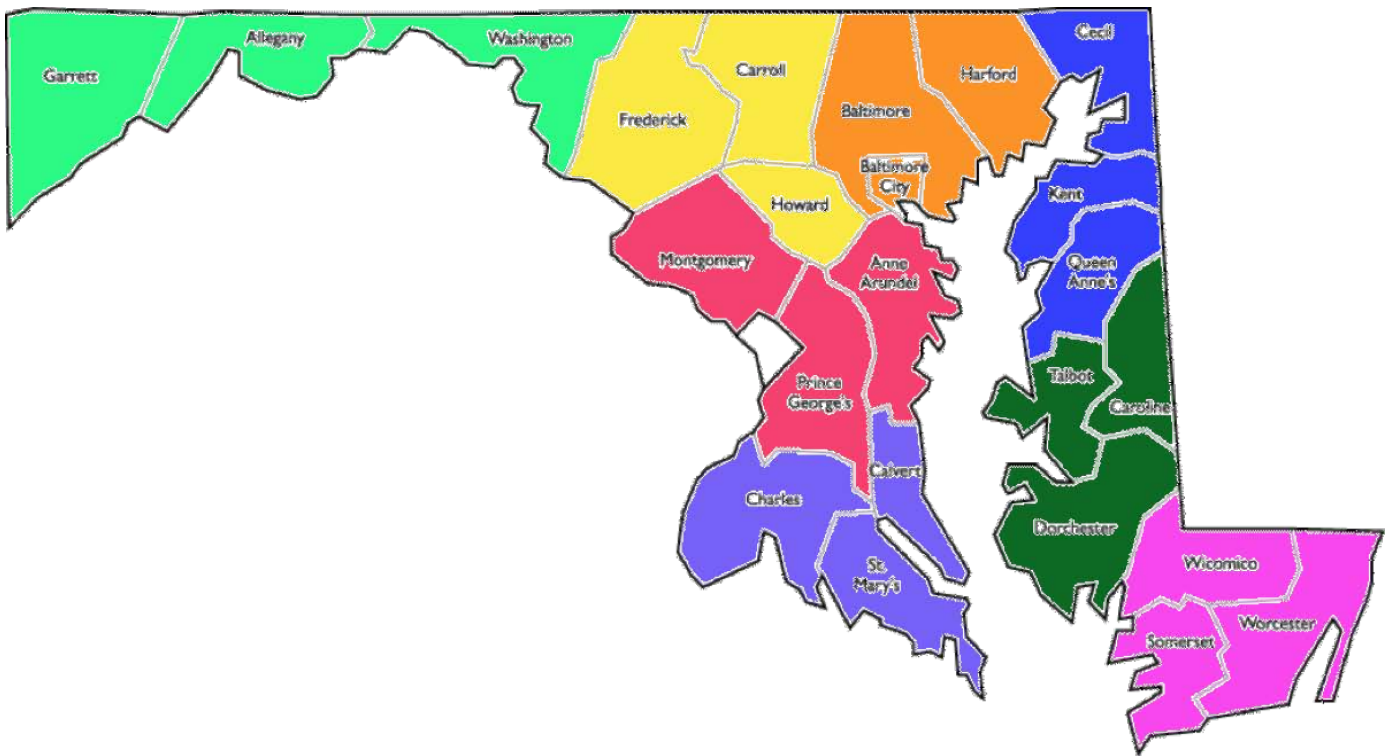 Garrett
Allegany
Washington
Frederick
Carroll
Baltimore
Harford
Cecil
Baltimore
City
Howard
Kent
Montgomery
Anne
Arundel
Queen
Anne's
Prince
George's
Talbot
Caroline
Calvert
Charles
Dorchester
St.
Mary's
Wicomico
Somerset
Worcester